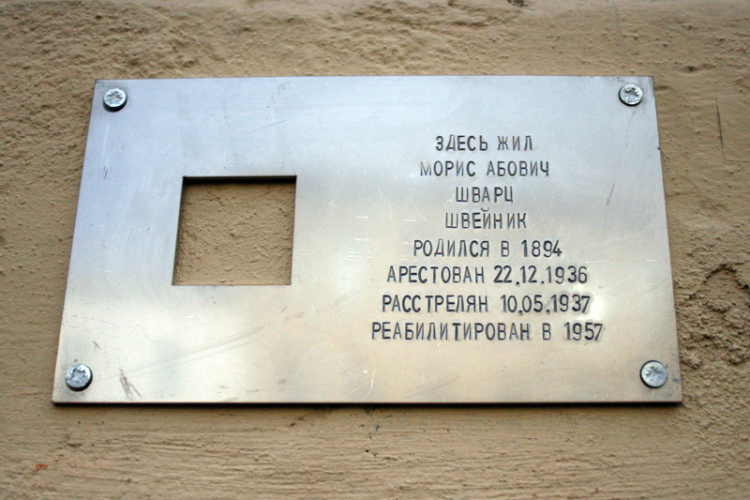 ЗДЕСЬ ЖИЛ
МОРИС АБОВИЧ
ШВАРЦ
ШВЕЙНИК
РОДИЛСЯ В 1894
АРЕСТОВАН 22.12.1936
РАССТРЕЛЯН 10.05.1937
РЕАБИЛИТИРОВАН В 1957